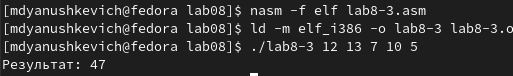 [mdyanushkevich@fedora lab08]$ nasm -f elf lab8-3.asm
[mdyanushkevich@fedora lab08]$ ld -m elf_i386 -o lab8-3 lab8-3.o
[mdyanushkevich@fedora lab08]$ ./lab8-3 12 13 7 10 5
Результат: 47